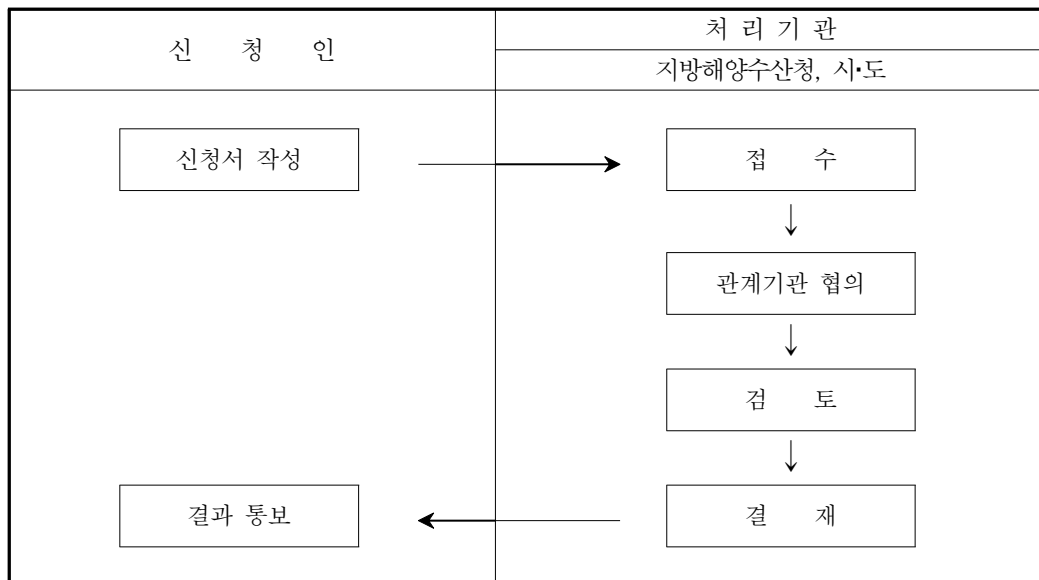 신 청 인
처 리 기 관
지방해양수산청, 시·도
신청서 작성
접 수
관계기관 협의
검 토
결과 통보
결 재